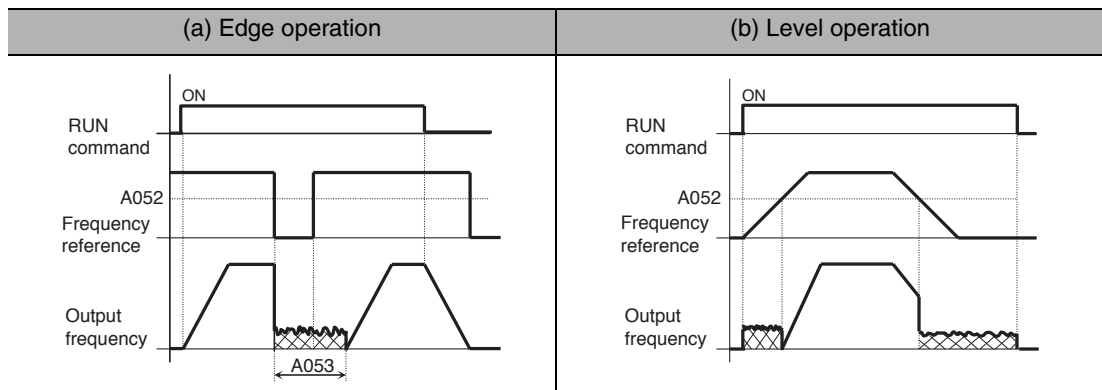 (a) Edge operation
(b) Level operation
ON
RUN
command
A052
Frequency
reference
Output
frequency
A053
ON
RUN
command
A052
Frequency
reference
Output
frequency